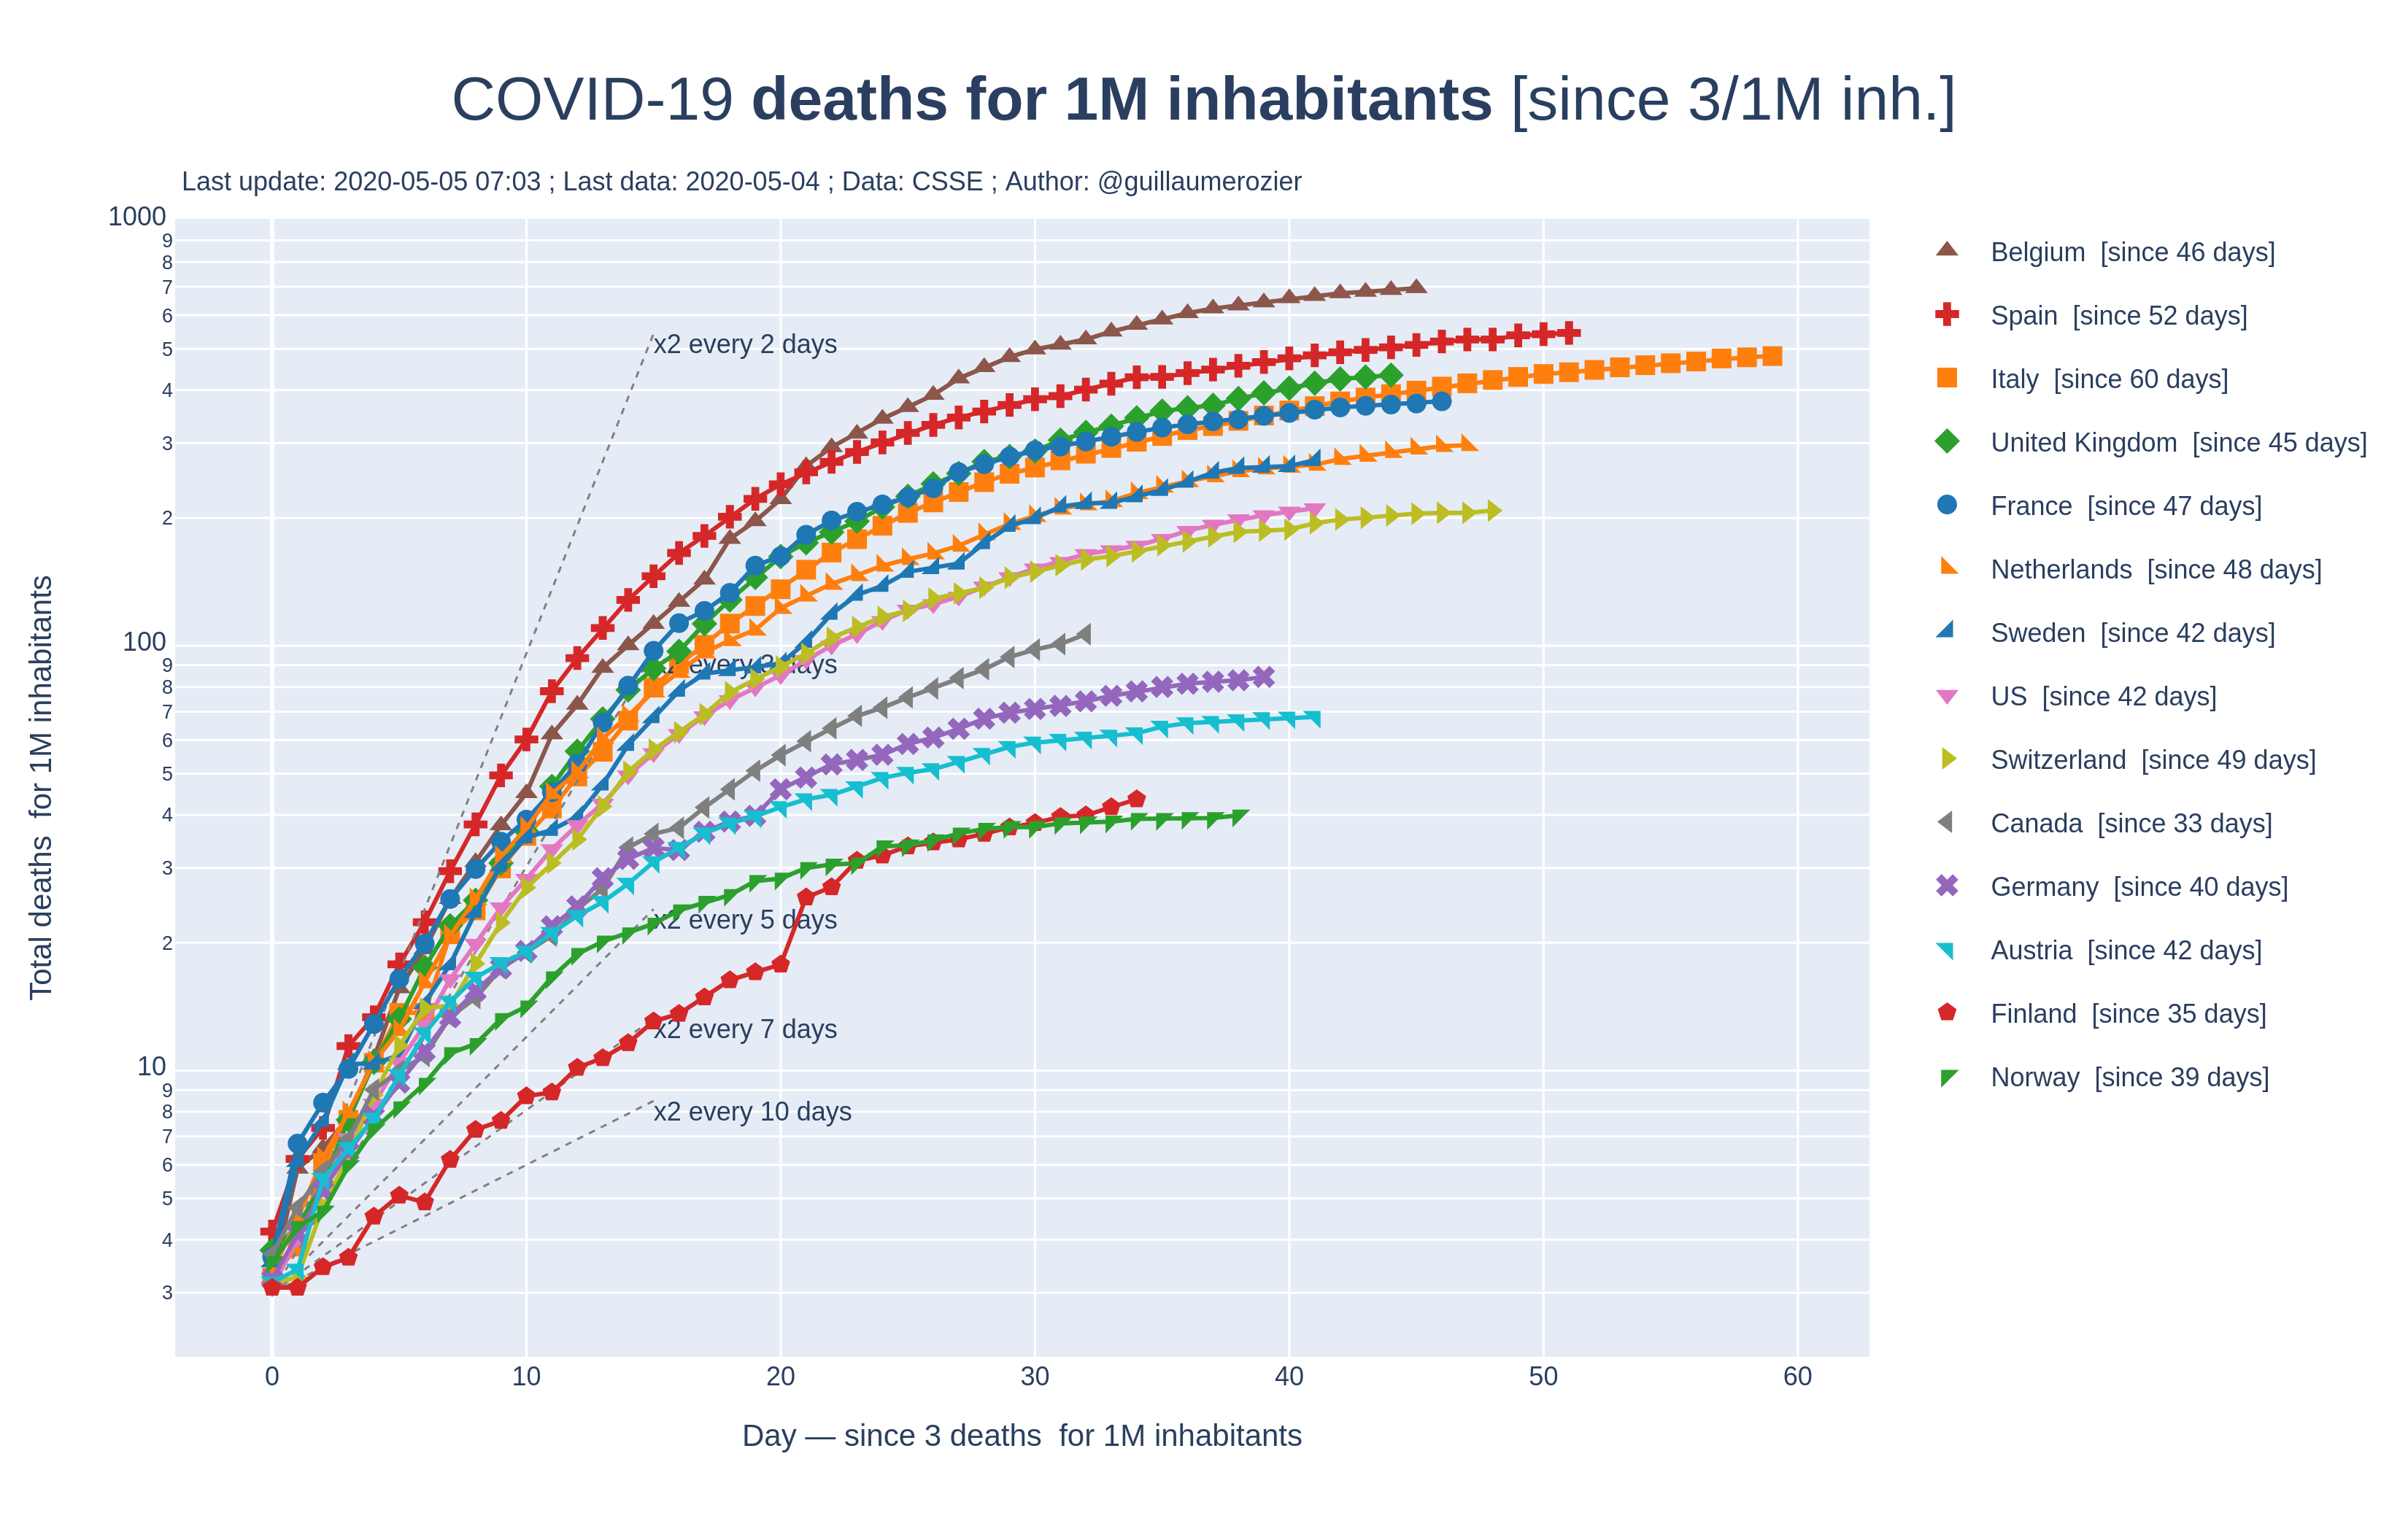 COVID-19 deaths for 1M inhabitants [since 3/1M inh.]
Last update: 2020-05-05 07:03 ; Last data: 2020-05-04 ; Data: CSSE ; Author: @guillaumerozier
1000
9
8
7
6
5
4
3
2
100
9
8
7
6
5
4
3
2
10
9
8
7
6
5
4
3
Total deaths for 1M inhabitants
x2 every 2 days
x2 every 3 days
x2 every 5 days
x2 every 7 days
x2 every 10 days
0 10 20 30 40 50 60
Day — since 3 deaths for 1M inhabitants
Belgium [since 46 days]
Spain [since 52 days]
Italy [since 60 days]
United Kingdom [since 45 days]
France [since 47 days]
Netherlands [since 48 days]
Sweden [since 42 days]
US [since 42 days]
Switzerland [since 49 days]
Canada [since 33 days]
Germany [since 40 days]
Austria [since 42 days]
Finland [since 35 days]
Norway [since 39 days]